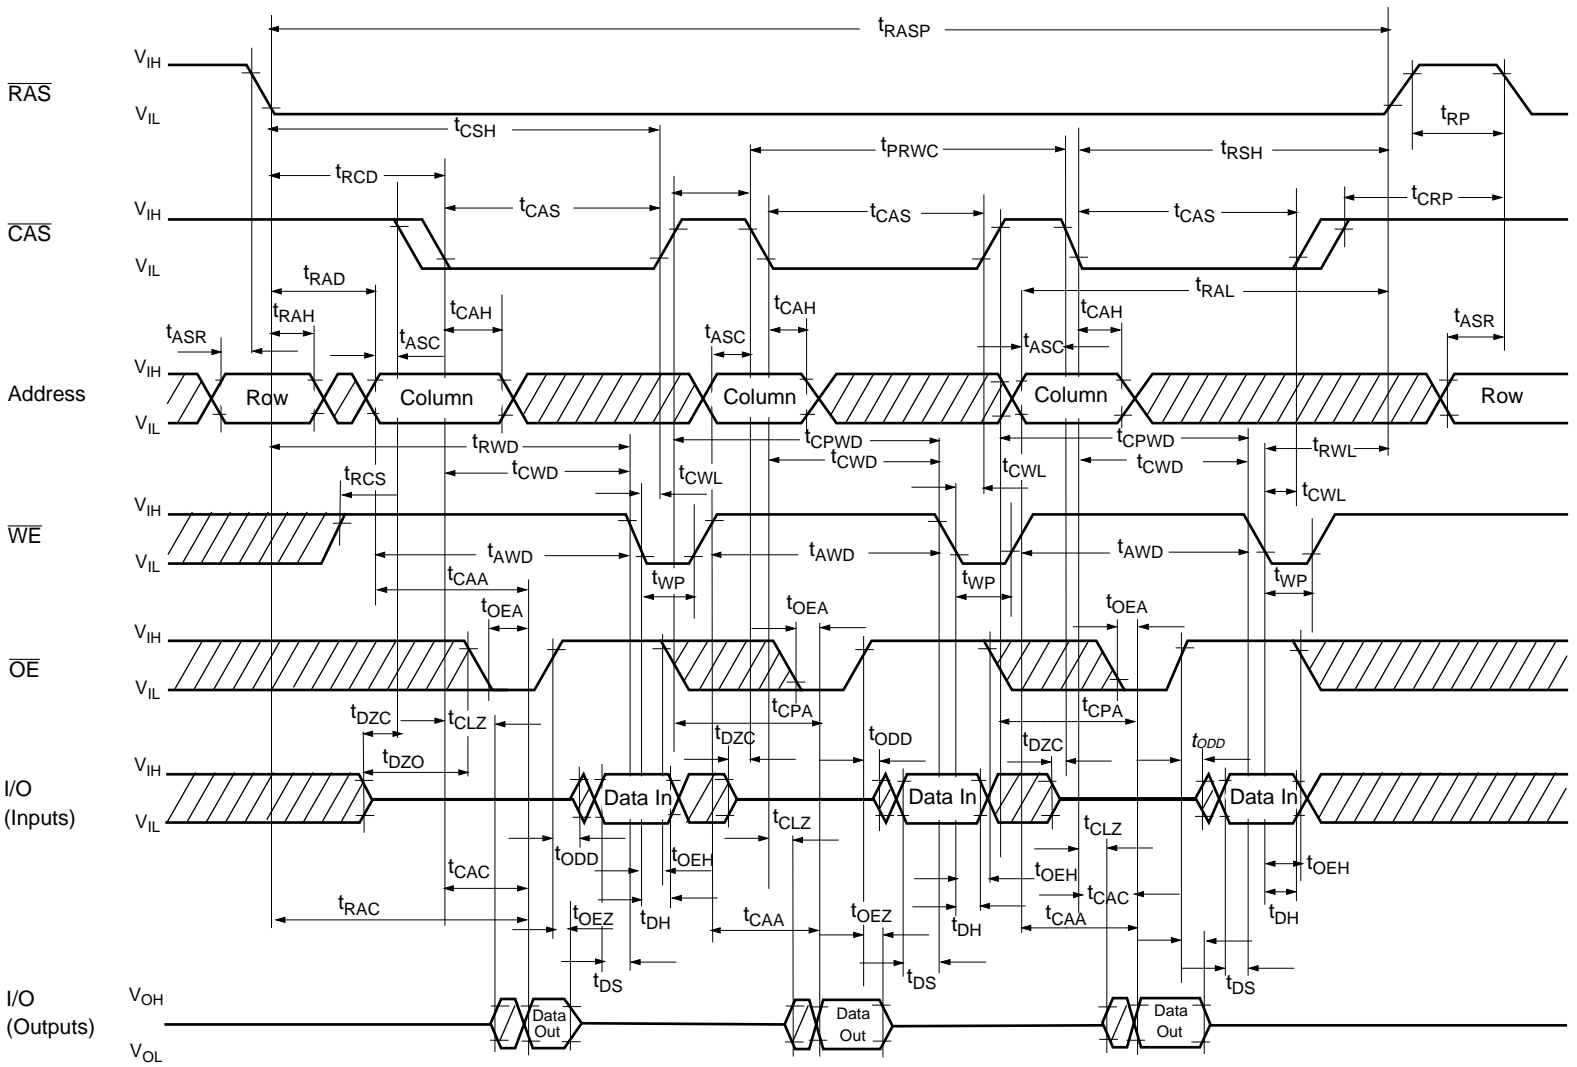 tRASP
VIH
RAS
VIL
tRP
tCSH
tPRWC
tRSH
tRCD
tCRP
VIH
tCAS
tCAS
tCAS
CAS
VIL
tRAD
tRAL
tRAH
tCAH
tCAH
tCAH
tASR
tASC
tASC
tASC
tASR
VIH
Address
Row
Column
Column
Column
Row
VIL
tRWD
tCPWD
tCPWD
tRWL
tRCS
tCWD
tCWL
tCWD
tCWL
tCWD
tCWL
VIH
WE
VIL
tAWD
tAWD
tAWD
tCAA
tWP
tWP
tWP
tOEA
tOEA
tOEA
VIH
OE
VIL
tDZC
tCLZ
tCPA
tCPA
tDZO
tDZC
tODD
tDZC
tODD
VIH
I/O
(Inputs)
Data In
Data In
Data In
VIL
tCLZ
tCLZ
tODD
tOEH
tOEH
tOEH
tCAC
tCAC
tRAC
tOEZ
tDH
tCAA
tOEZ
tDH
tCAA
tDH
tDS
tDS
tDS
VOH
I/O
(Outputs)
Data
Out
Data
Out
Data
Out
VOL